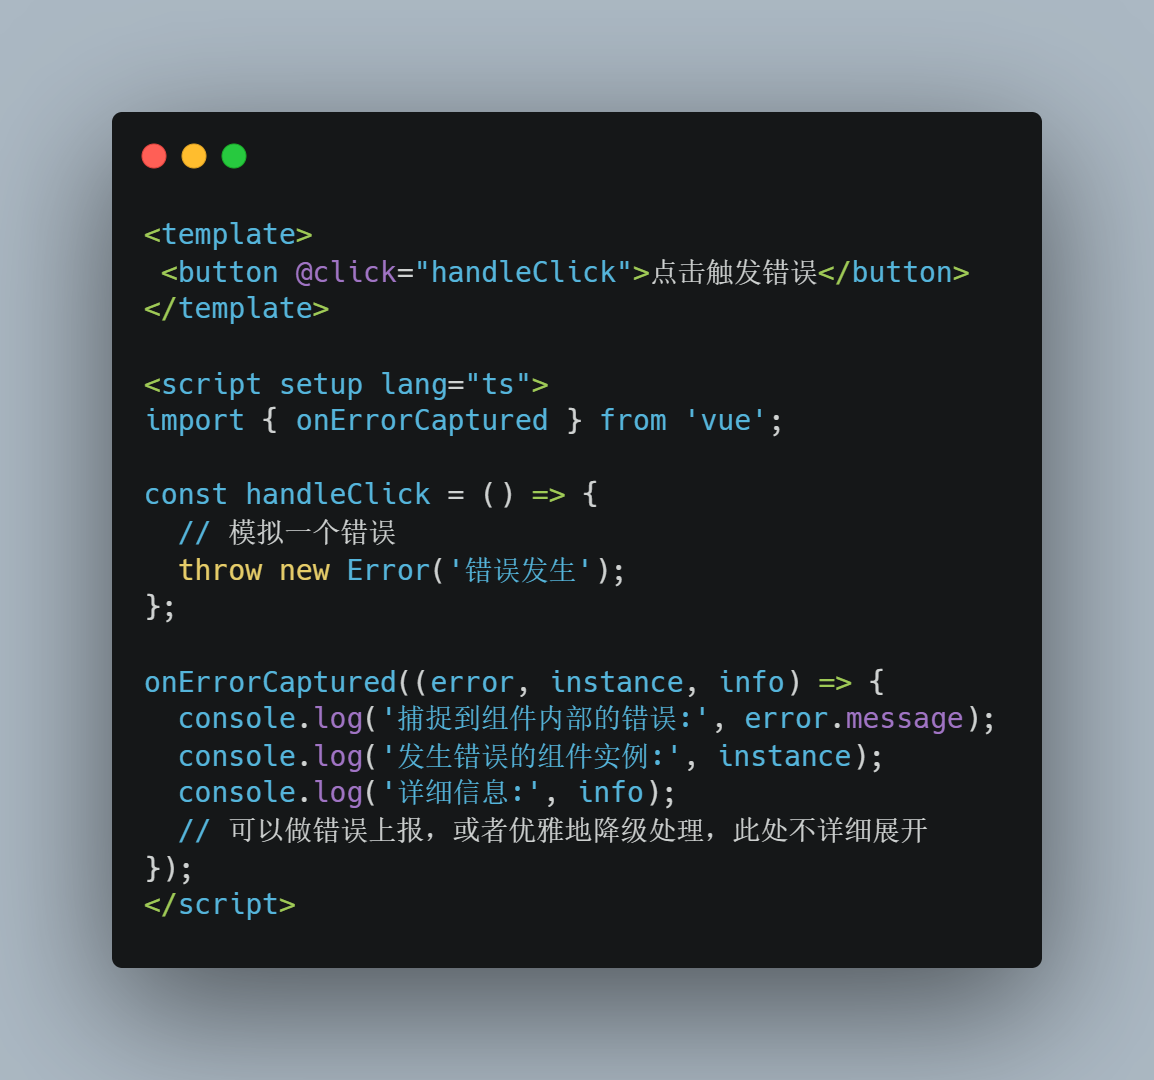 <template>
 <button @click="handleClick">点击触发错误</button>
</template>

<script setup lang="ts">
import { onErrorCaptured } from 'vue';

const handleClick = () => {
  // 模拟一个错误
  throw new Error('错误发生');
};

onErrorCaptured((error, instance, info) => {
  console.log('捕捉到组件内部的错误:', error.message);
  console.log('发生错误的组件实例:', instance);
  console.log('详细信息:', info);
  // 可以做错误上报，或者优雅地降级处理，此处不详细展开
});
</script>